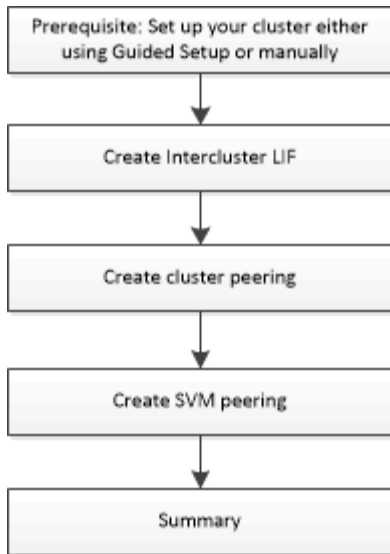 Prerequisite: Set up your cluster either
using Guided Setup or manually
Create Intercluster LIF
Create cluster peering
Create SVM peering
Summary